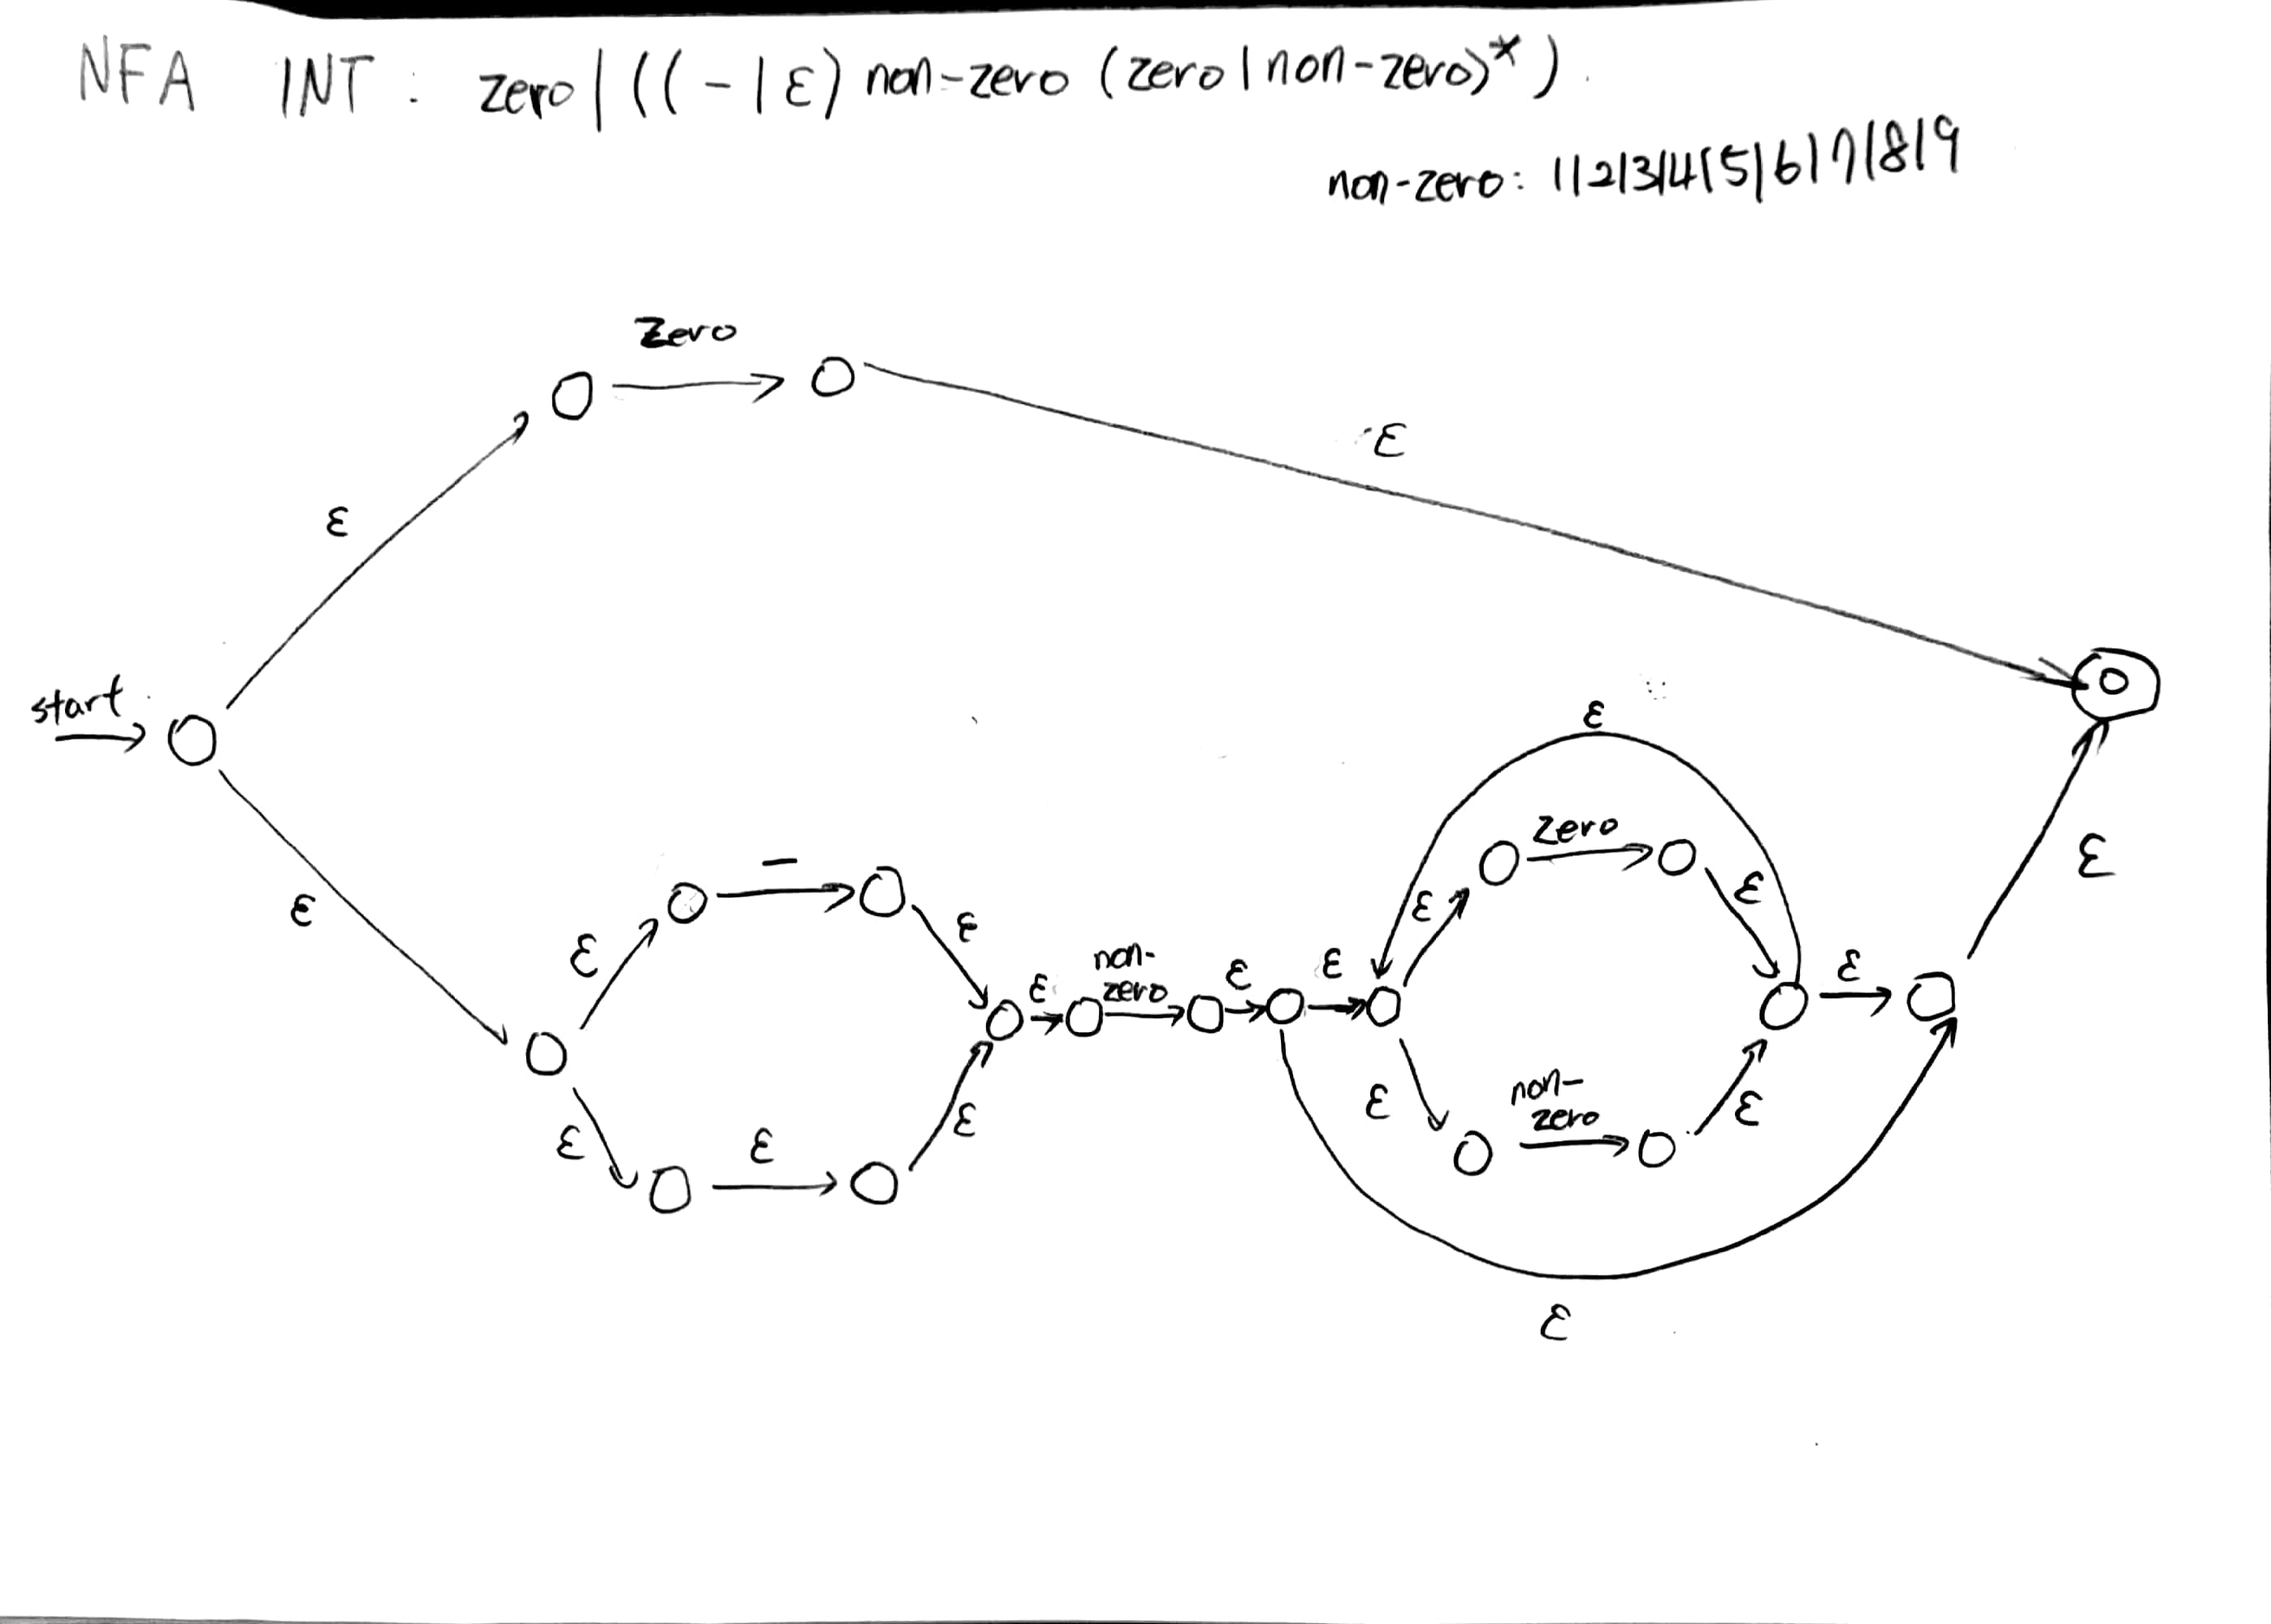 NFA INT : zero | ((-|ε) non-zero (zero|non-zero)*)
non-zero: 1|2|3|4|5|6|7|8|9
zero
ε
ε
start
ε
zero
ε
ε
—
ε
ε
ε
non-
zero
ε
ε
ε
ε
ε
ε
ε
ε
ε
non-
zero
ε
ε
ε